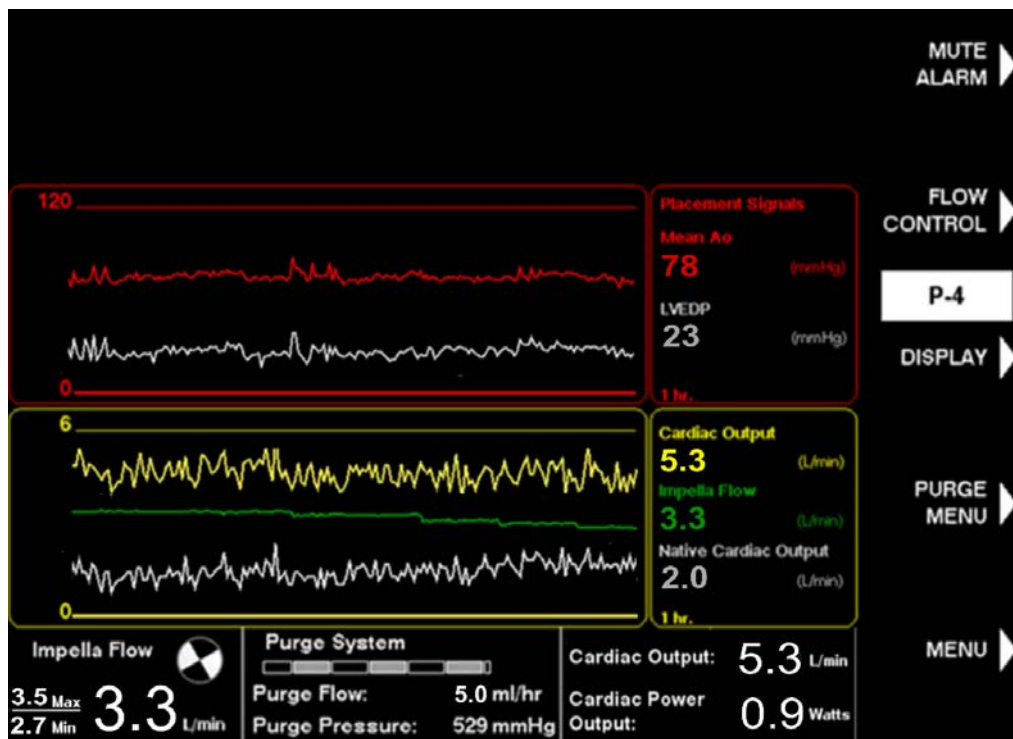 MUTE
ALARM
120
Placement Signals
Mean Ao
78 (mmHg)
LVEDP
23 (mmHg)
0
1 hr.
FLOW
CONTROL
P-4
DISPLAY
6
Cardiac Output
5.3 (L/min)
Impella Flow
3.3 (L/min)
Native Cardiac Output
2.0 (L/min)
0
1 hr.
PURGE
MENU
Impella Flow
3.5 Max
2.7 Min
3.3 L/min
Purge System
Purge Flow: 5.0 ml/hr
Purge Pressure: 529 mmHg
Cardiac Output: 5.3 L/min
Cardiac Power
Output: 0.9 Watts
MENU